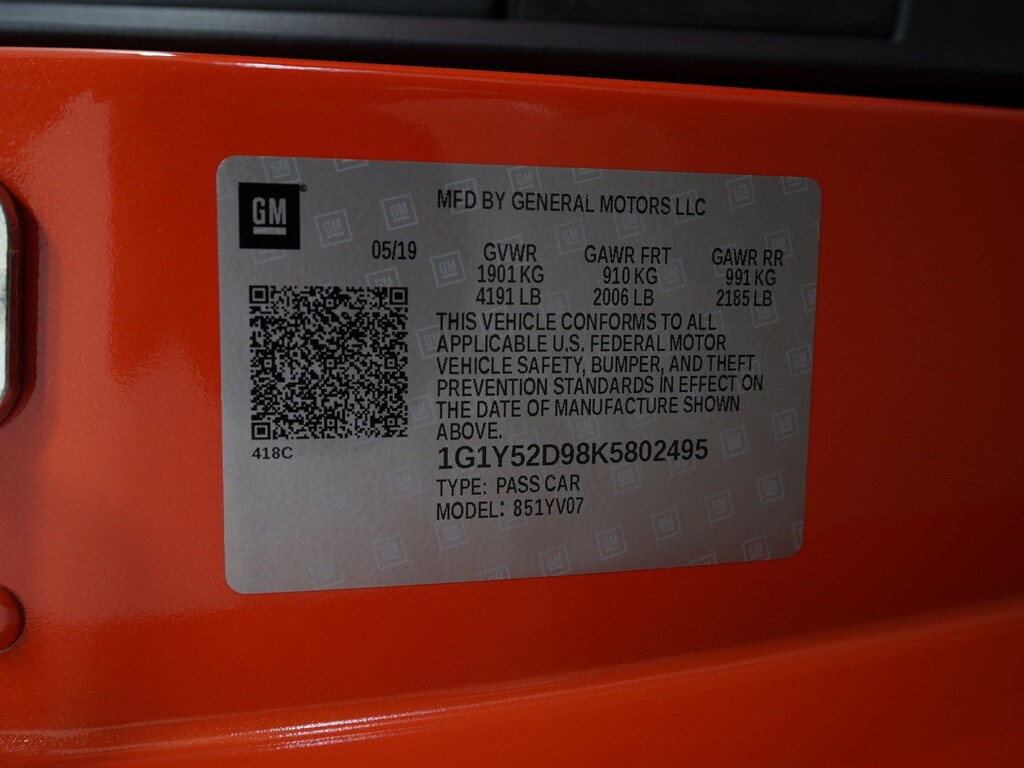 GM
MFD BY GENERAL MOTORS LLC
05/19 GVWR GAWR FRT GAWR RR
1901 KG 910 KG 991 KG
4191 LB 2006 LB 2185 LB
THIS VEHICLE CONFORMS TO ALL
APPLICABLE U.S. FEDERAL MOTOR
VEHICLE SAFETY, BUMPER, AND THEFT
PREVENTION STANDARDS IN EFFECT ON
THE DATE OF MANUFACTURE SHOWN
ABOVE.
418C
1G1Y52D98K5802495
TYPE: PASS CAR
MODEL: 851YV07